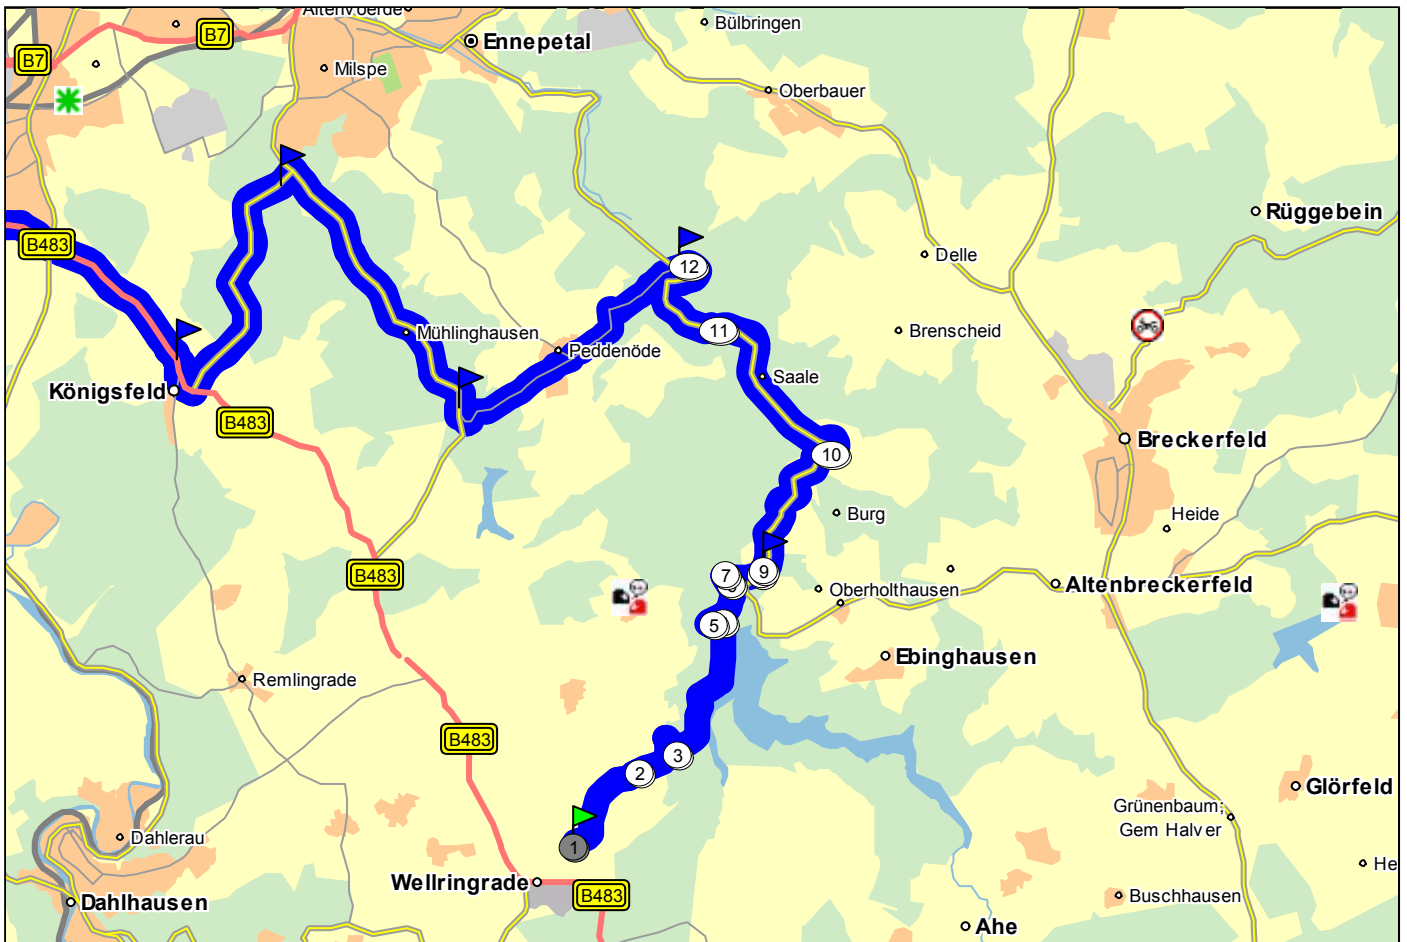 Altenvoerde
B7
Bülbringen
Ennepetal
B7
Milspe
Oberbauer
Rüggebein
B483
Delle
12
Brenscheid
11
Mühlinghausen
Peddenöde
Saale
Königsfeld
B483
Breckerfeld
10
Burg
Heide
B483
7
9
Oberholthausen
Altenbreckerfeld
5
Ebinghausen
Remlingrade
B483
3
2
Glörfeld
Grünenbaum;
Gem Halver
Dahlerau
1
He
Wellringrade
B483
Buschhausen
Dahlhausen
Ahe